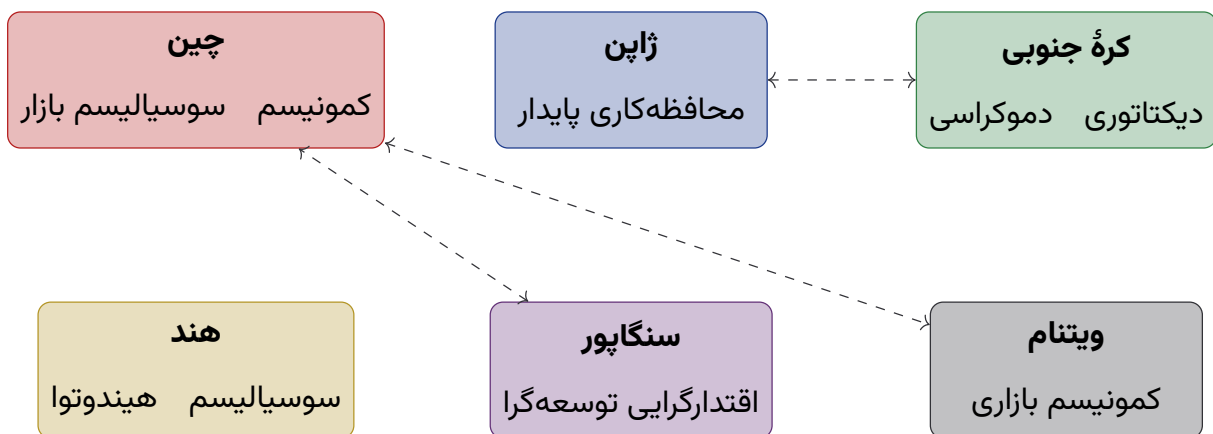 چین
کمونیسم سوسیالیسم بازار
ژاپن
محافظه‌کاری پایدار
کرهٔ جنوبی
دیکتاتوری دموکراسی
هند
سوسیالیسم هیندوتوا
سنگاپور
اقتدارگرایی توسعه‌گرا
ویتنام
کمونیسم بازاری